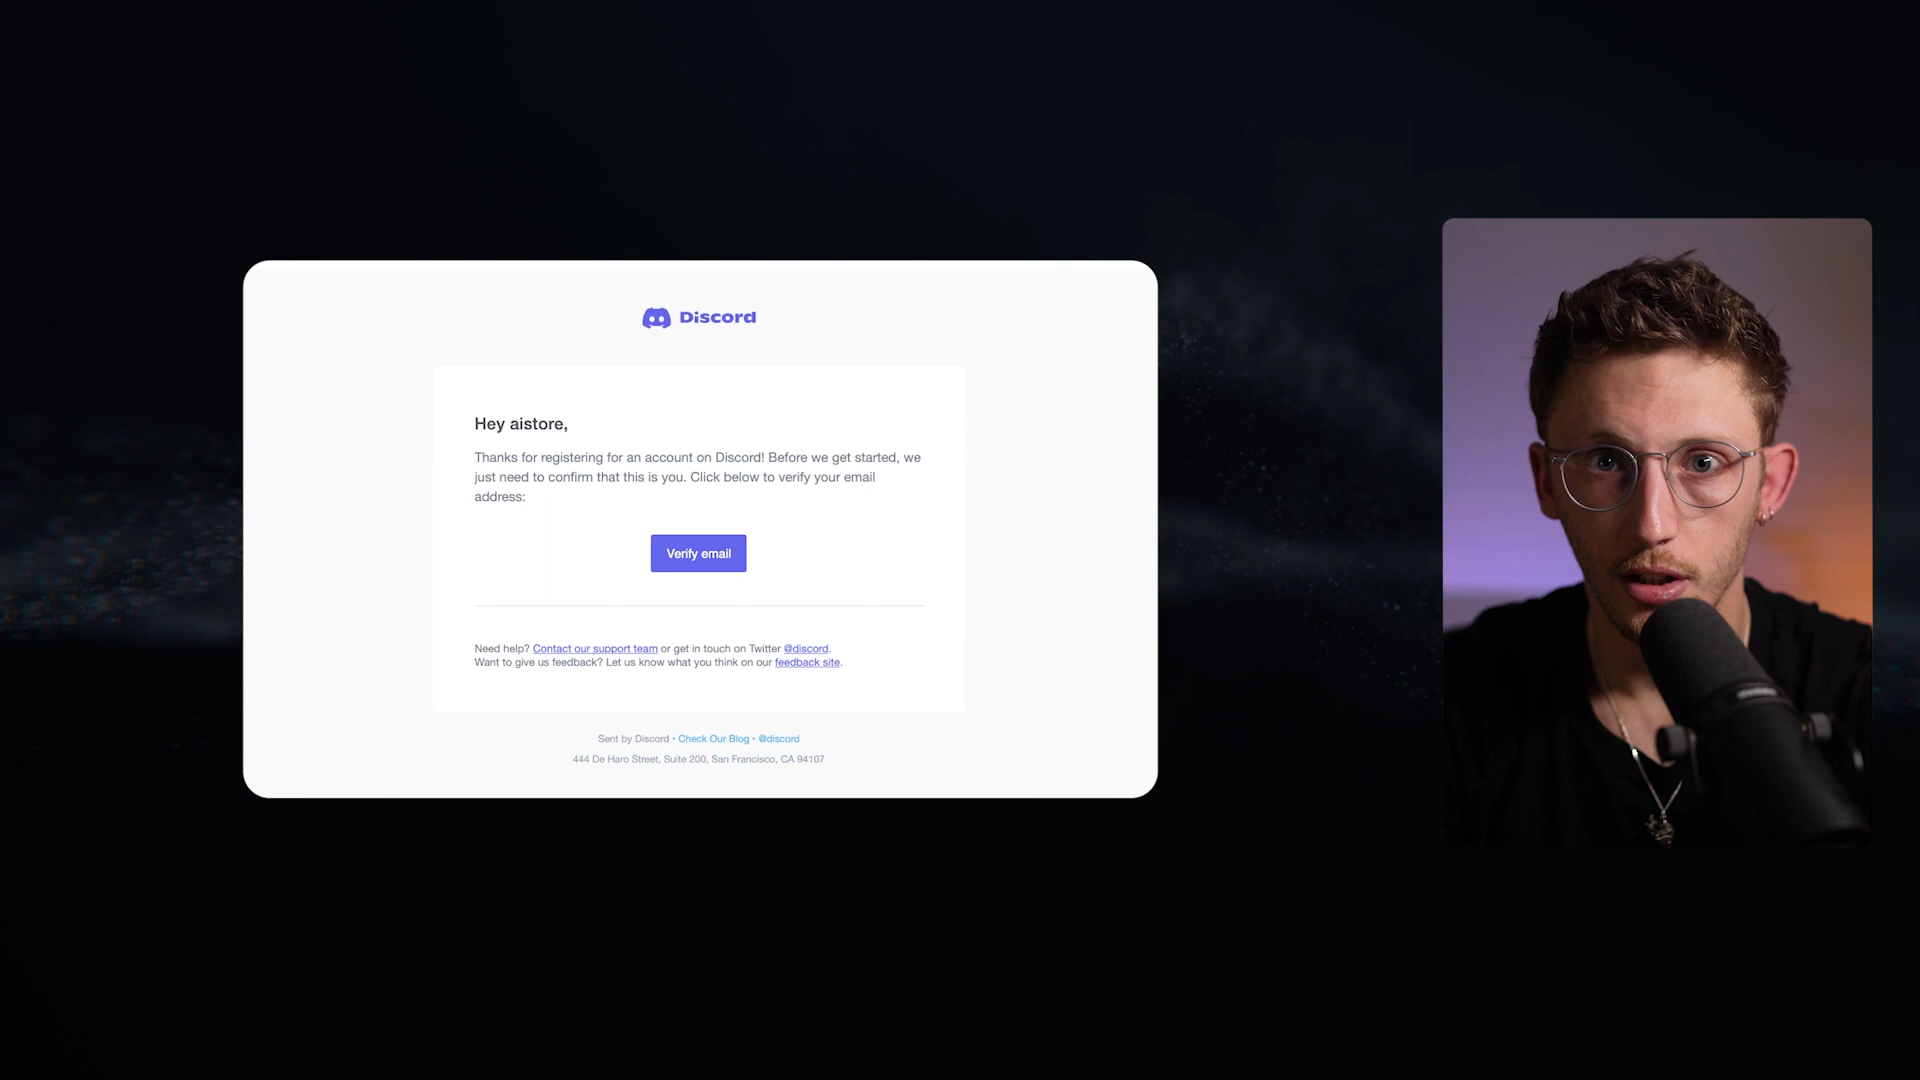 Discord
Hey aistore,
Thanks for registering for an account on Discord! Before we get started, we
just need to confirm that this is you. Click below to verify your email
address:
Verify email
Need help? Contact our support team or get in touch on Twitter @discord.
Want to give us feedback? Let us know what you think on our feedback site.
Sent by Discord • Check Our Blog • @discord
444 De Haro Street, Suite 200, San Francisco, CA 94107